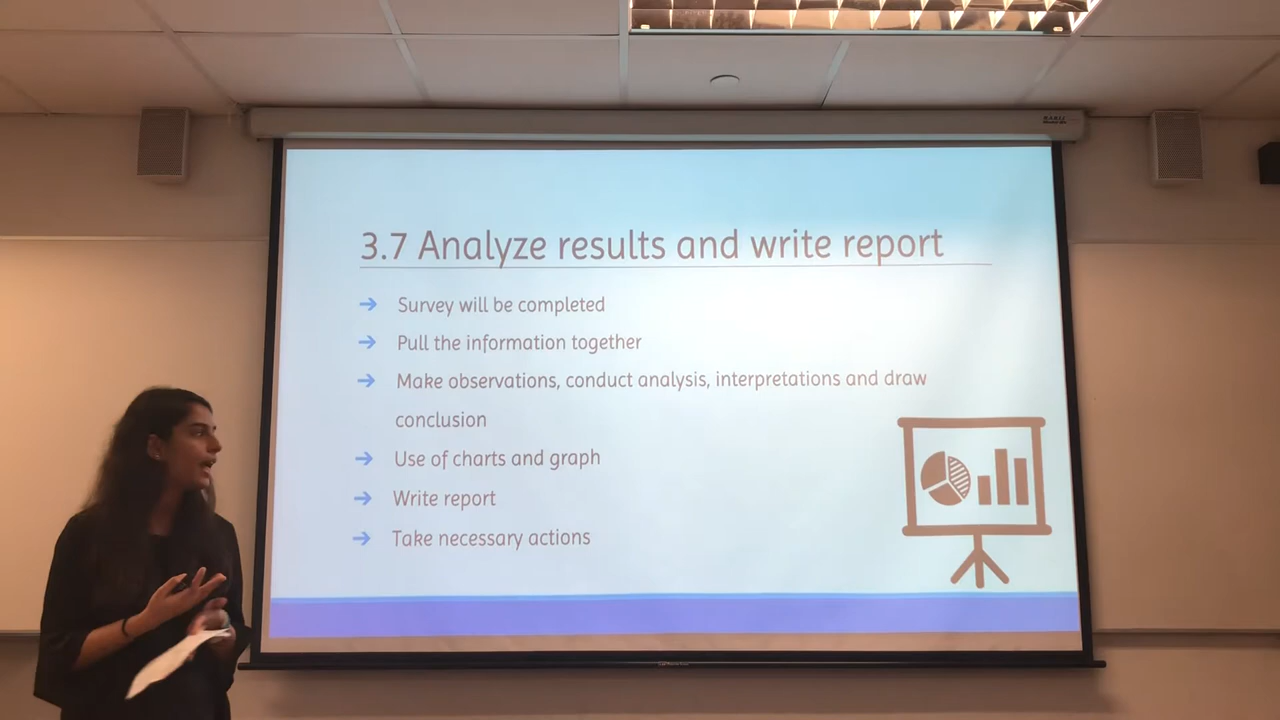 3.7 Analyze results and write report
➔ Survey will be completed
➔ Pull the information together
➔ Make observations, conduct analysis, interpretations and draw
conclusion
➔ Use of charts and graph
➔ Write report
➔ Take necessary actions